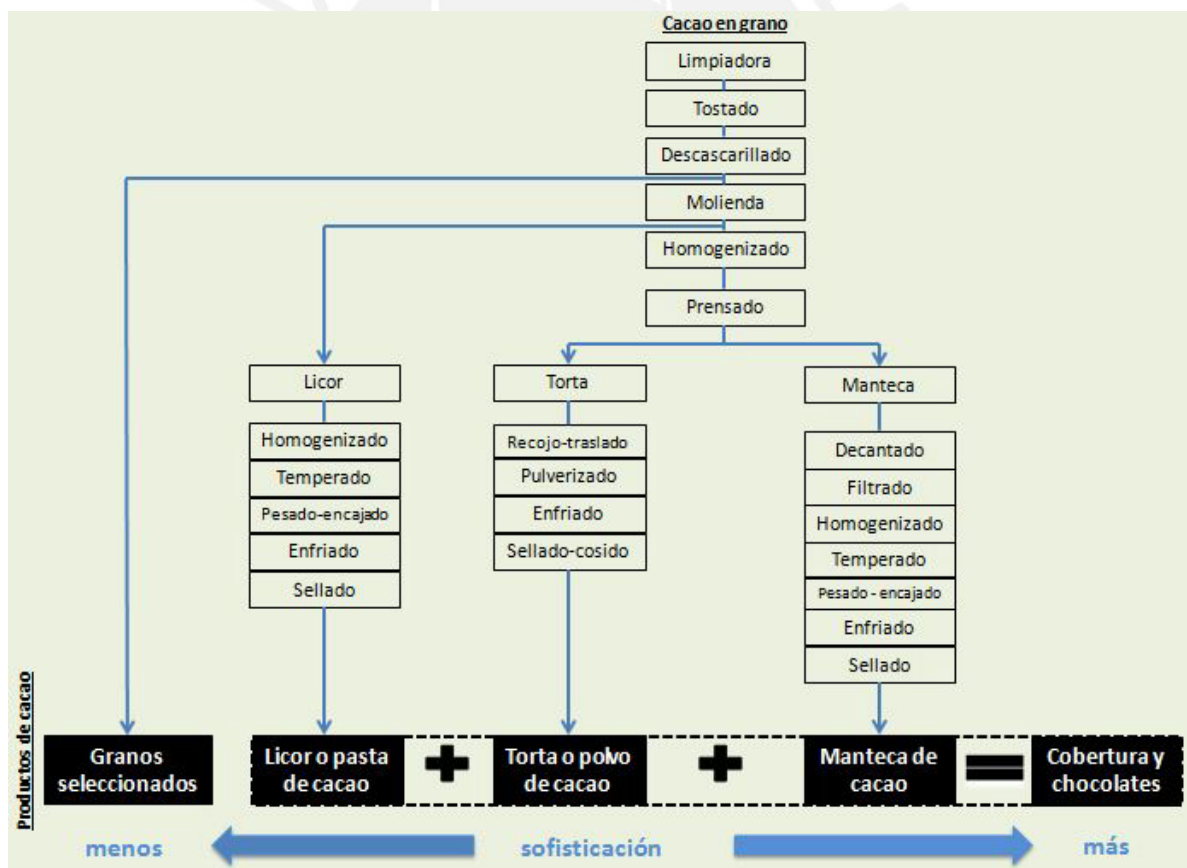 Cacao en grano
Limpiadora
Tostado
Descascarillado
Molienda
Homogenizado
Prensado
Licor
Homogenizado
Temperado
Pesado-encajado
Enfriado
Sellado
Torta
Recojo-traslado
Pulverizado
Enfriado
Sellado-cosido
Manteca
Decantado
Filtrado
Homogenizado
Temperado
Pesado - encajado
Enfriado
Sellado
Productos de cacao
Granos
seleccionados
Licor o pasta
de cacao
+
Torta o polvo
de cacao
+
Manteca de
cacao
=
Cobertura y
chocolates
menos
sofisticación
más